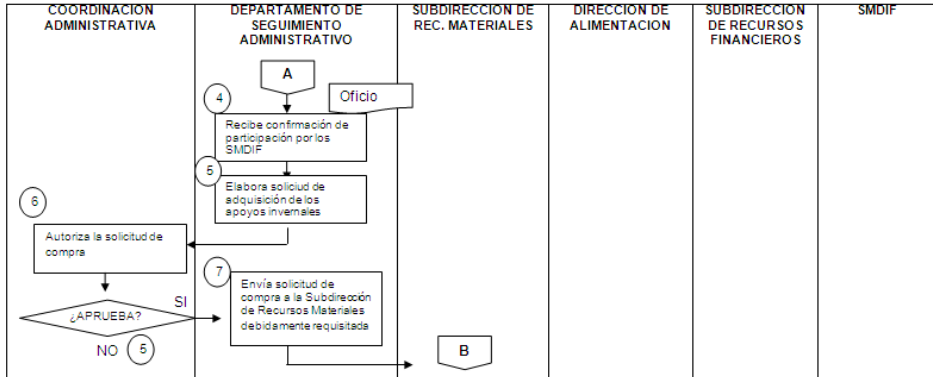 COORDINACION
ADMINISTRATIVA
DEPARTAMENTO DE
SEGUIMIENTO
ADMINISTRATIVO
SUBDIRECCION DE
REC. MATERIALES
DIRECCION DE
ALIMENTACION
SUBDIRECCION
DE RECURSOS
FINANCIEROS
SMDIF
A
Oficio
4
Recibe confirmación de
participación por los
SMDIF
5
Elabora soliciud de
adquisición de los
apoyos invernales
6
Autoriza la solicitud de
compra
7
Envía solicitud de
compra a la Subdirección
de Recursos Materiales
debidamente requisitada
SI
¿APRUEBA?
NO 5
B